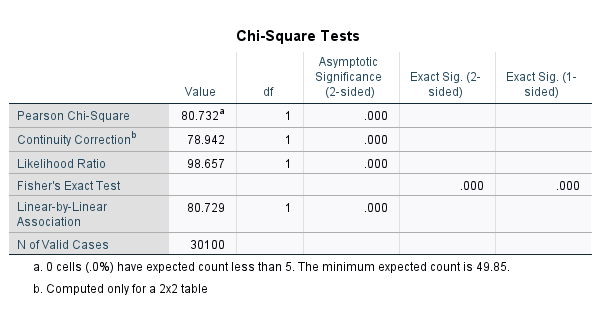 Chi-Square Tests
Value df Asymptotic Significance (2-sided) Exact Sig. (2-sided) Exact Sig. (1-sided)
Pearson Chi-Square 80.732a 1 .000
Continuity Correctionb 78.942 1 .000
Likelihood Ratio 98.657 1 .000
Fisher's Exact Test .000 .000
Linear-by-Linear Association 80.729 1 .000
N of Valid Cases 30100
a. 0 cells (.0%) have expected count less than 5. The minimum expected count is 49.85.
b. Computed only for a 2x2 table